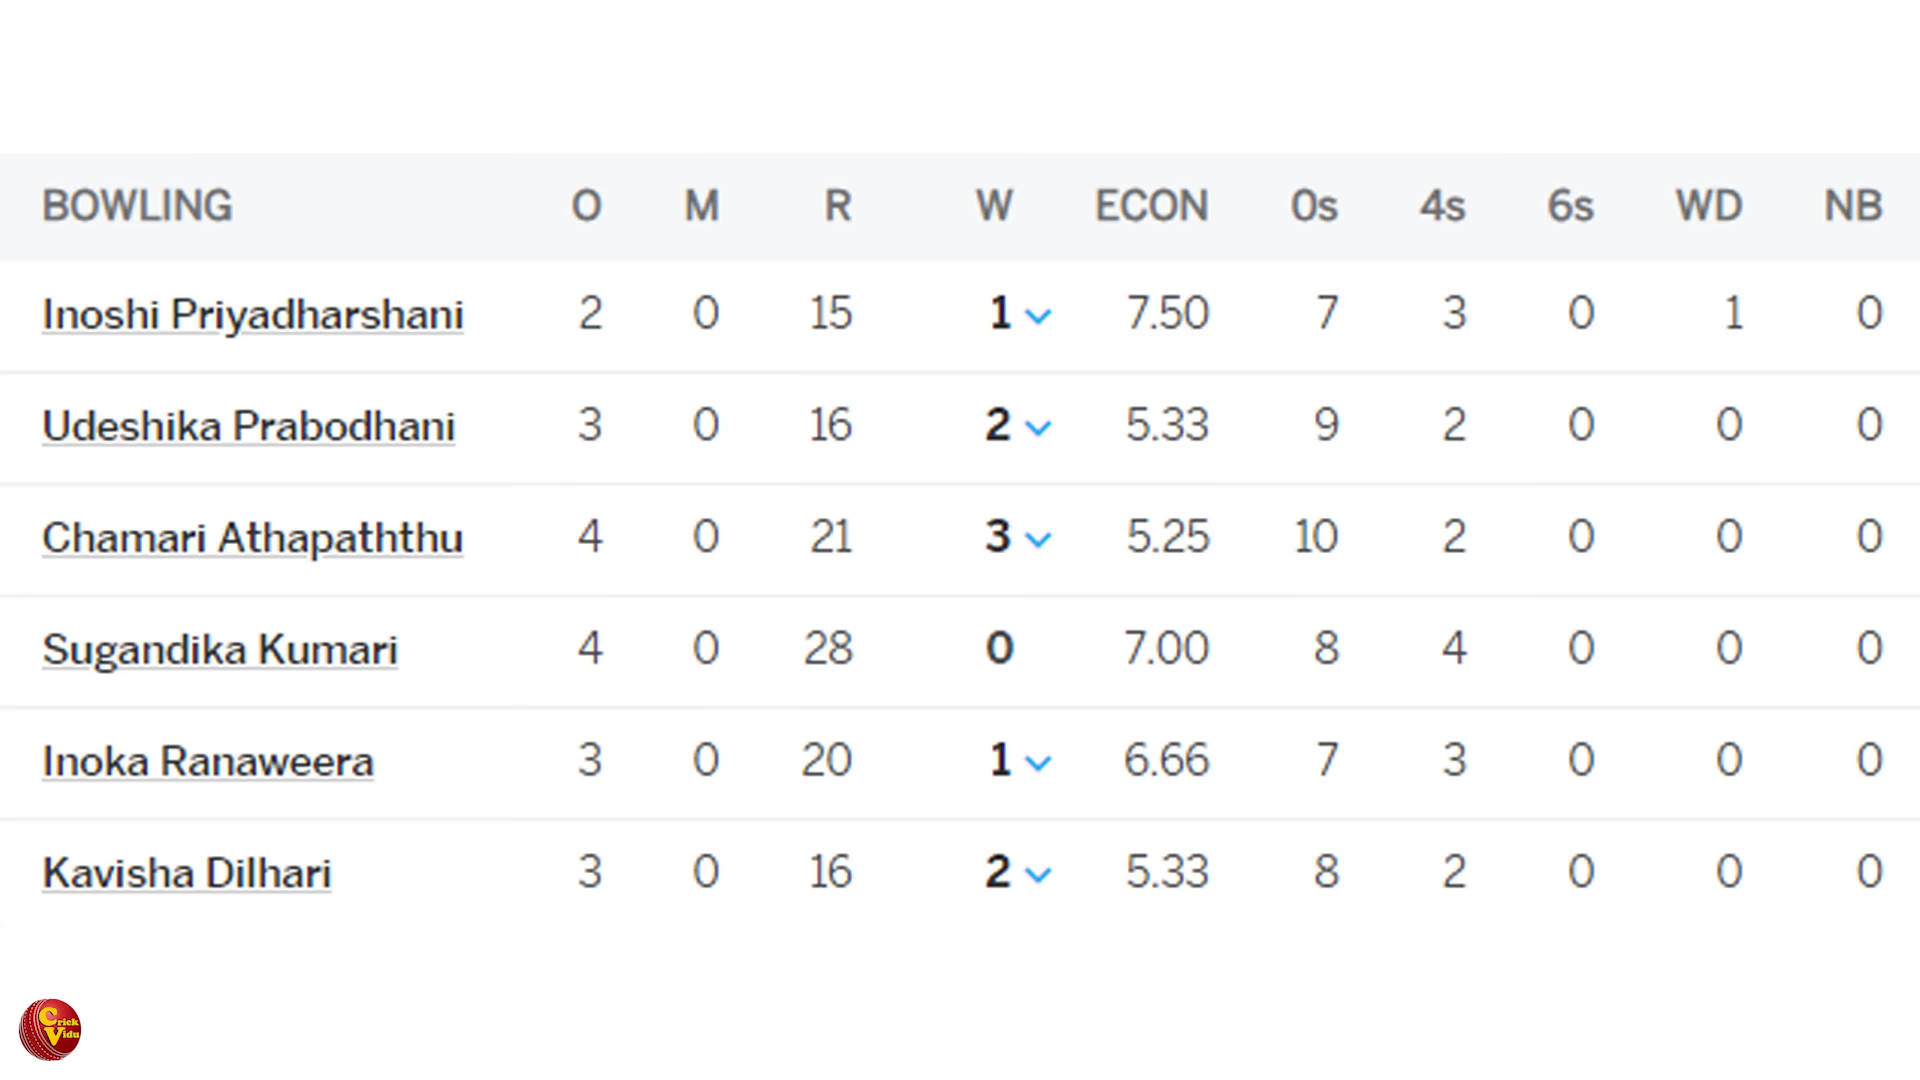 BOWLING O M R W ECON 0s 4s 6s WD NB
Inoshi Priyadharshani 2 0 15 1 7.50 7 3 0 1 0
Udeshika Prabodhani 3 0 16 2 5.33 9 2 0 0 0
Chamari Athapaththu 4 0 21 3 5.25 10 2 0 0 0
Sugandika Kumari 4 0 28 0 7.00 8 4 0 0 0
Inoka Ranaweera 3 0 20 1 6.66 7 3 0 0 0
Kavisha Dilhari 3 0 16 2 5.33 8 2 0 0 0
Crick
Vidu